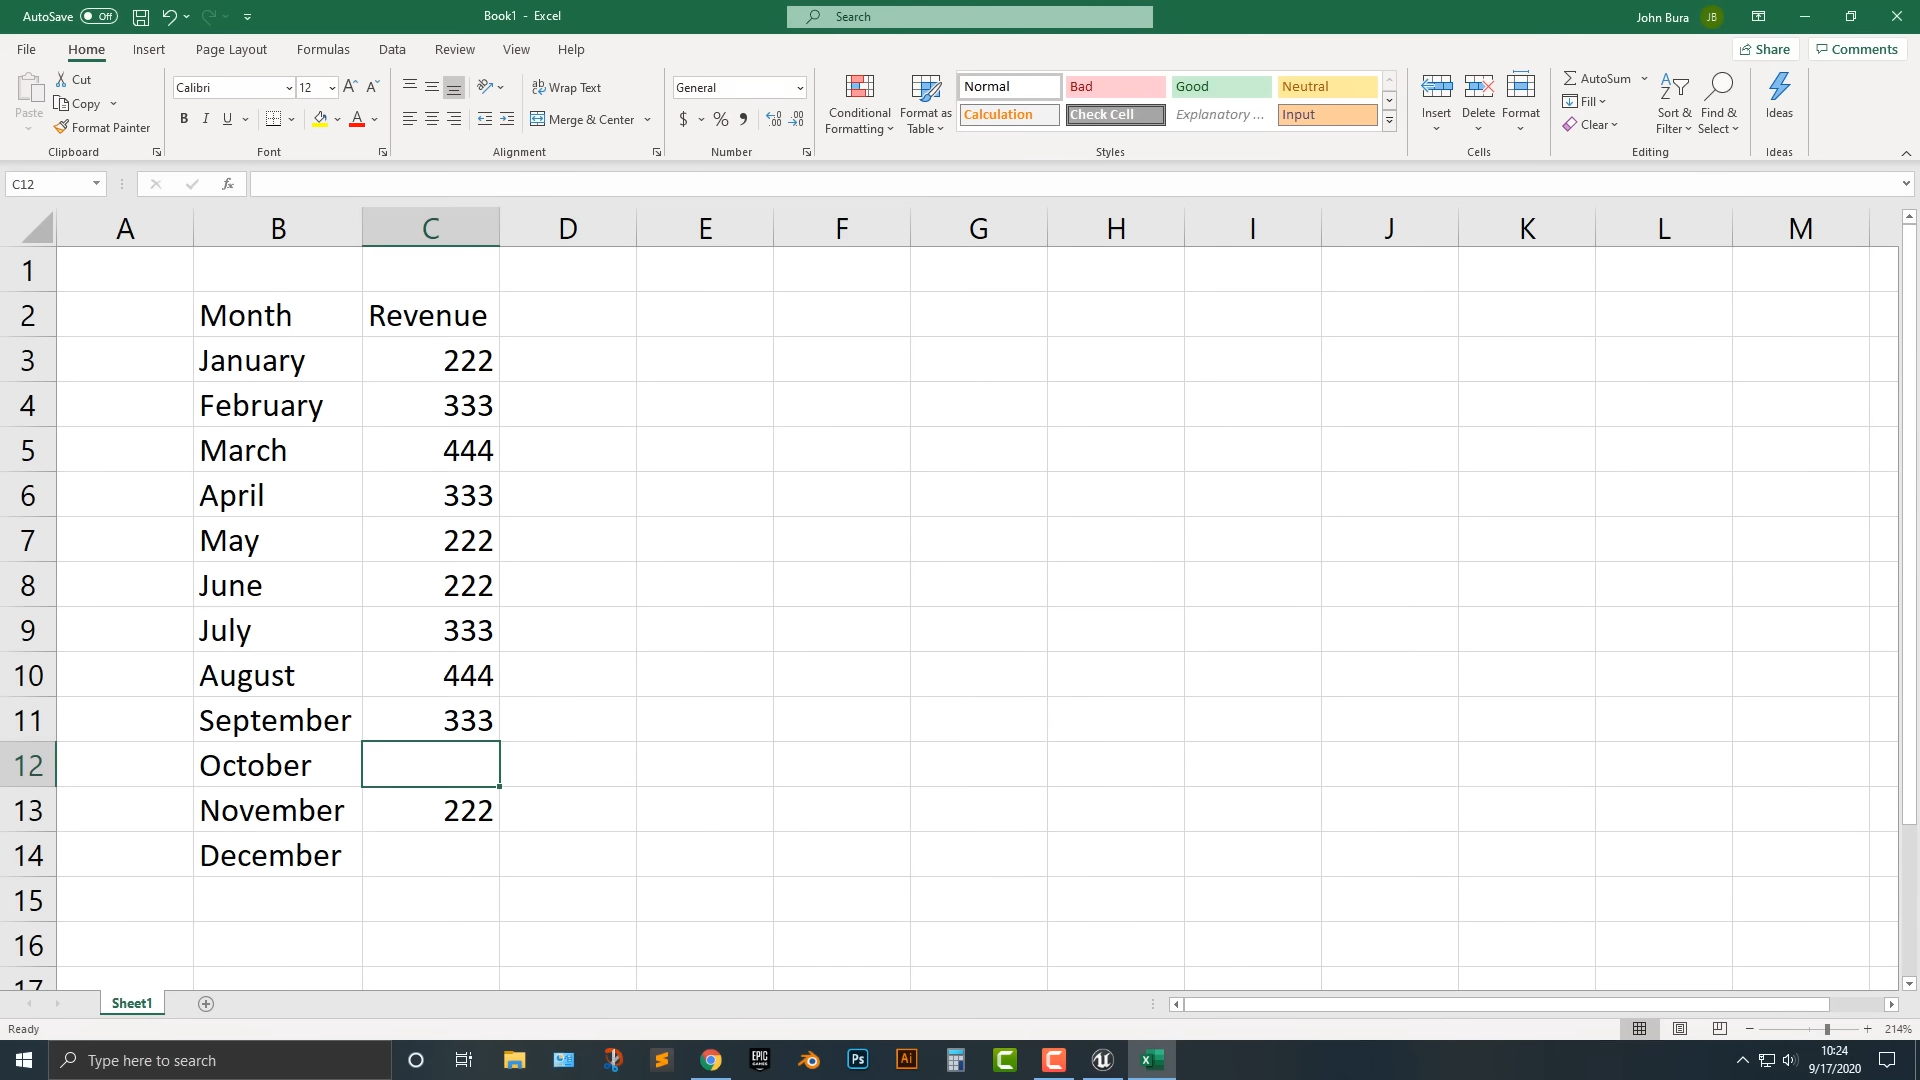 AutoSave Off Book1 - Excel Search John Bura JB
File Home Insert Page Layout Formulas Data Review View Help Share Comments
Paste Cut Copy Format Painter Clipboard
Calibri 12 B I U A Font
Wrap Text Merge & Center Alignment
General $ % Number
Conditional Formatting Format as Table
Normal Bad Good Neutral
Calculation Check Cell Explanatory ... Input
Styles
Insert Delete Format Cells
AutoSum Fill Clear Sort & Filter Find & Select Editing
Ideas Ideas
C12 fx
A B C D E F G H I J K L M
1
2 Month Revenue
3 January 222
4 February 333
5 March 444
6 April 333
7 May 222
8 June 222
9 July 333
10 August 444
11 September 333
12 October
13 November 222
14 December
15
16
17
Sheet1
Ready 214%
Type here to search EPIC GAMES Ps Ai 10:24
9/17/2020